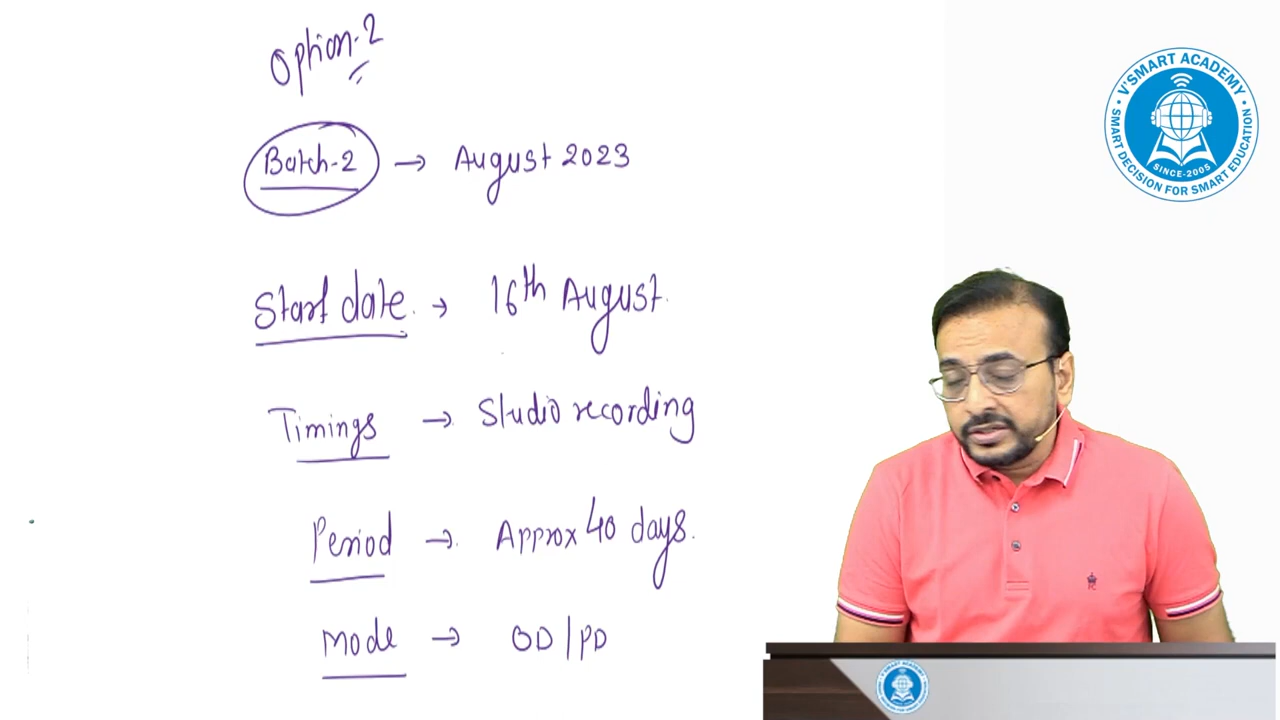 Option-2
Batch-2 → August 2023
Start date → 16th August.
Timings → Studio recording
Period → Approx 40 days.
Mode → OD/PD
V'SMART ACADEMY
SINCE-2005
SMART DECISION FOR SMART EDUCATION